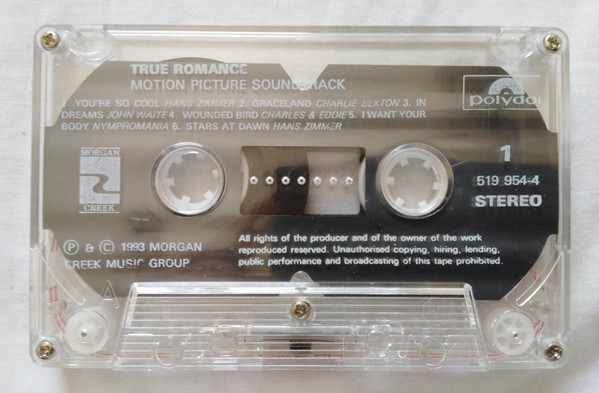 TRUE ROMANCE
MOTION PICTURE SOUNDTRACK
1. YOU'RE SO COOL HANS ZIMMER 2. GRACELAND CHARLIE SEXTON 3. IN
DREAMS JOHN WAITE 4. WOUNDED BIRD CHARLES & EDDIE 5. I WANT YOUR
BODY NYMPROMANIA 6. STARS AT DAWN HANS ZIMMER
polydor
MORGAN
CREEK
1
519 954-4
STEREO
℗ & © 1993 MORGAN
CREEK MUSIC GROUP
All rights of the producer and of the owner of the work
reproduced reserved. Unauthorised copying, hiring, lending,
public performance and broadcasting of this tape prohibited.
A